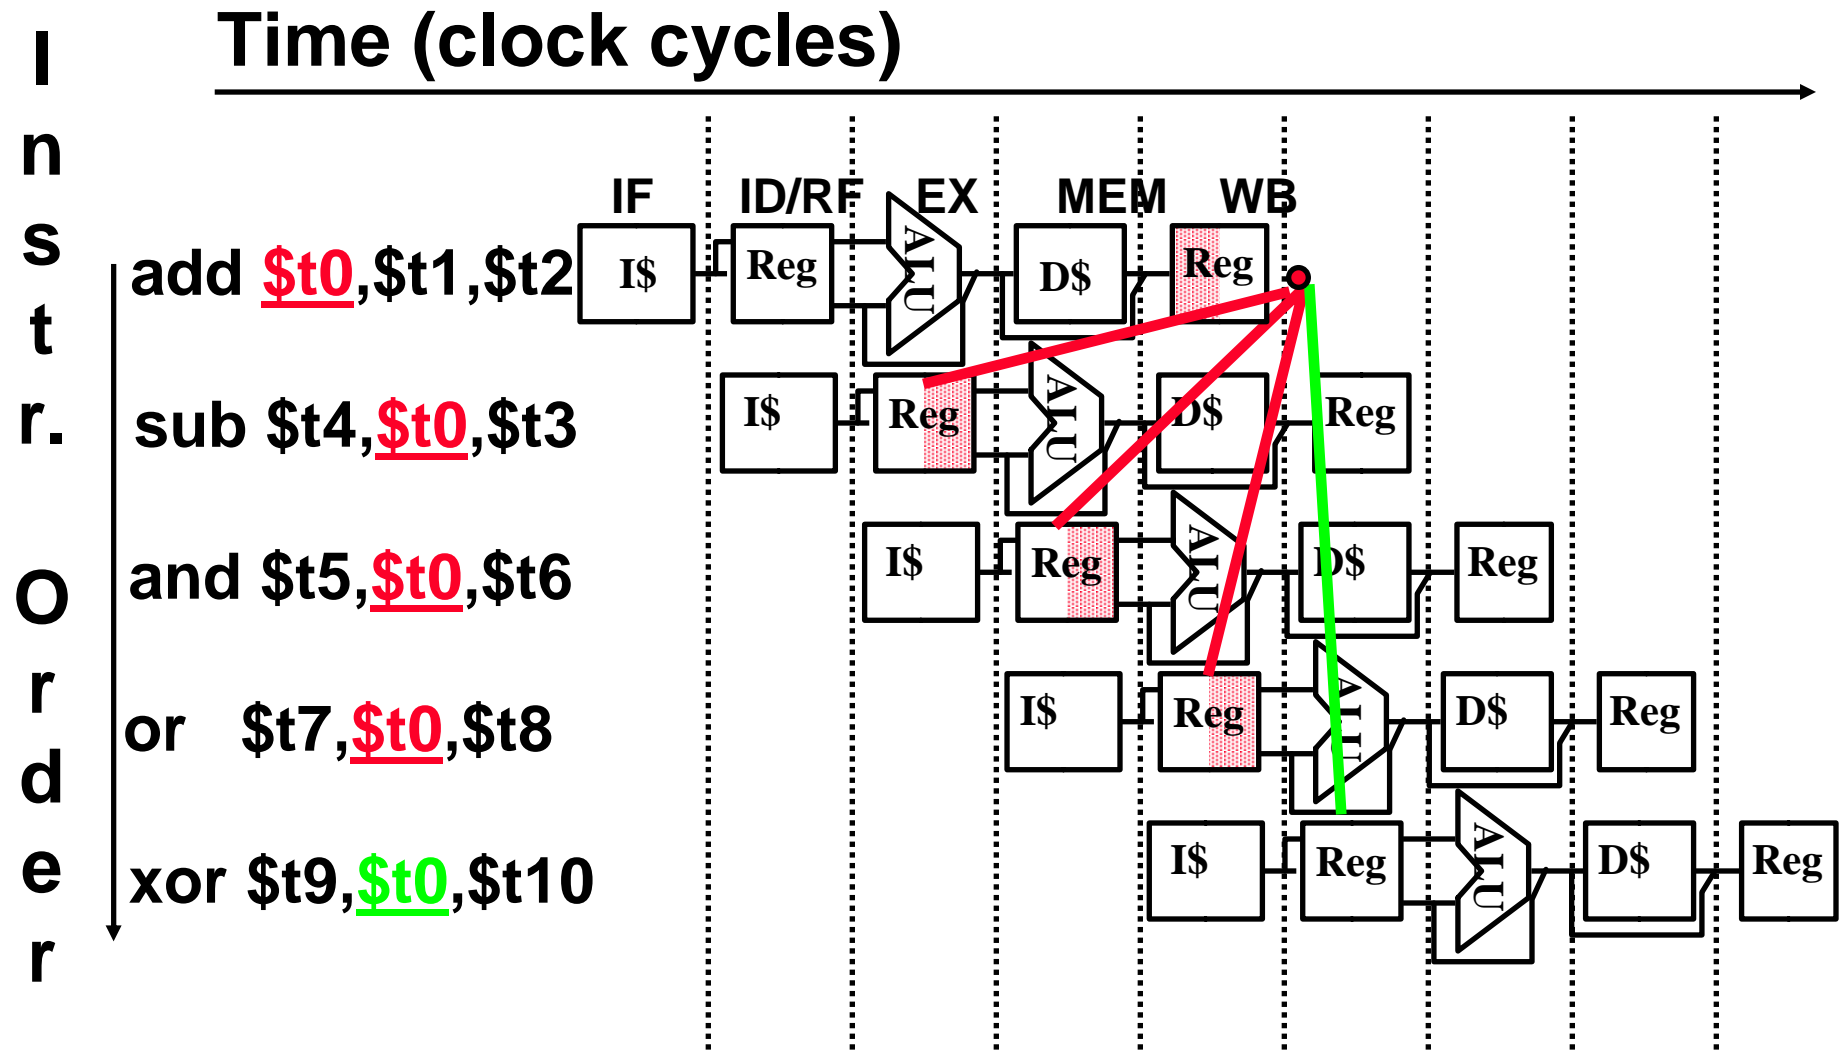 Time (clock cycles)
Instr. Order
IF ID/RF EX MEM WB
add $t0,$t1,$t2 I$ Reg ALU D$ Reg
sub $t4,$t0,$t3 I$ Reg ALU D$ Reg
and $t5,$t0,$t6 I$ Reg ALU D$ Reg
or $t7,$t0,$t8 I$ Reg ALU D$ Reg
xor $t9,$t0,$t10 I$ Reg ALU D$ Reg